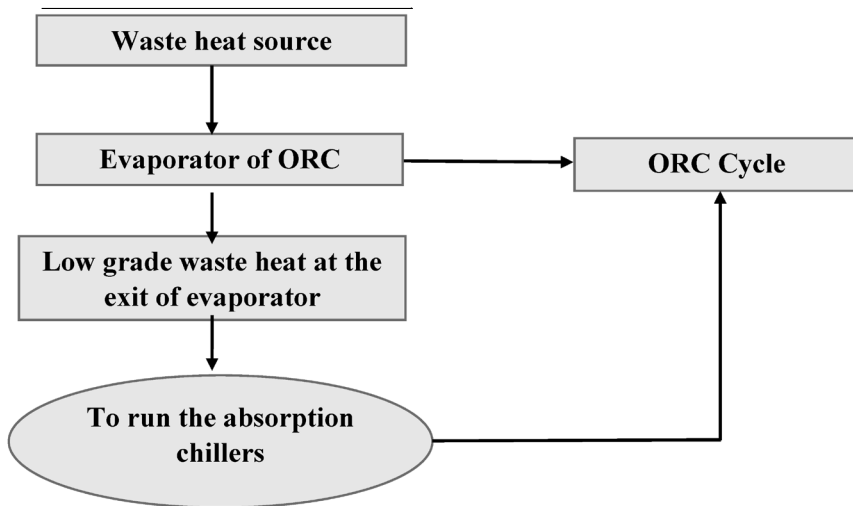 Waste heat source
Evaporator of ORC
ORC Cycle
Low grade waste heat at the
exit of evaporator
To run the absorption
chillers